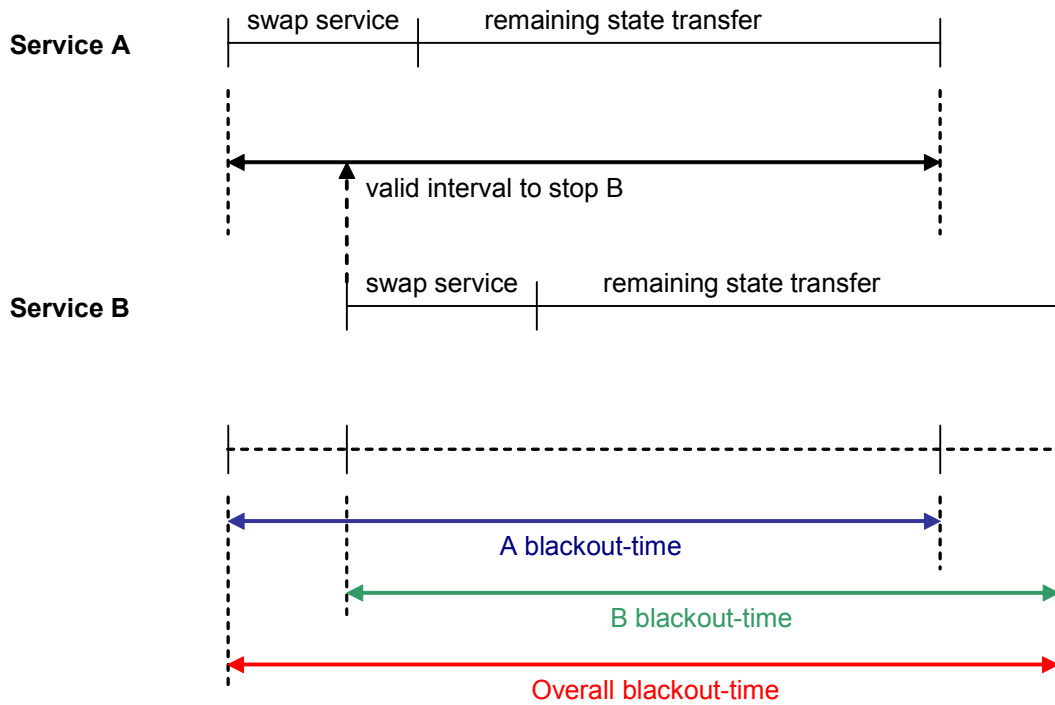 swap service remaining state transfer
Service A
valid interval to stop B
swap service remaining state transfer
Service B
A blackout-time
B blackout-time
Overall blackout-time